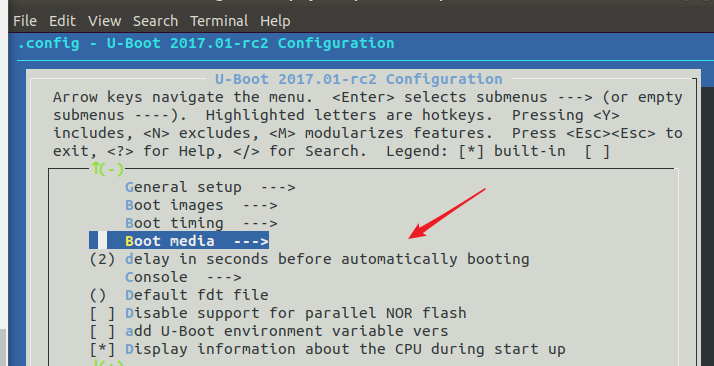 File Edit View Search Terminal Help
.config - U-Boot 2017.01-rc2 Configuration
U-Boot 2017.01-rc2 Configuration
Arrow keys navigate the menu. <Enter> selects submenus ---> (or empty
submenus ----). Highlighted letters are hotkeys. Pressing <Y>
includes, <N> excludes, <M> modularizes features. Press <Esc><Esc> to
exit, <?> for Help, </> for Search. Legend: [*] built-in [ ]
↑(-)
General setup --->
Boot images --->
Boot timing --->
Boot media --->
(2) delay in seconds before automatically booting
Console --->
() Default fdt file
[ ] Disable support for parallel NOR flash
[ ] add U-Boot environment variable vers
[*] Display information about the CPU during start up